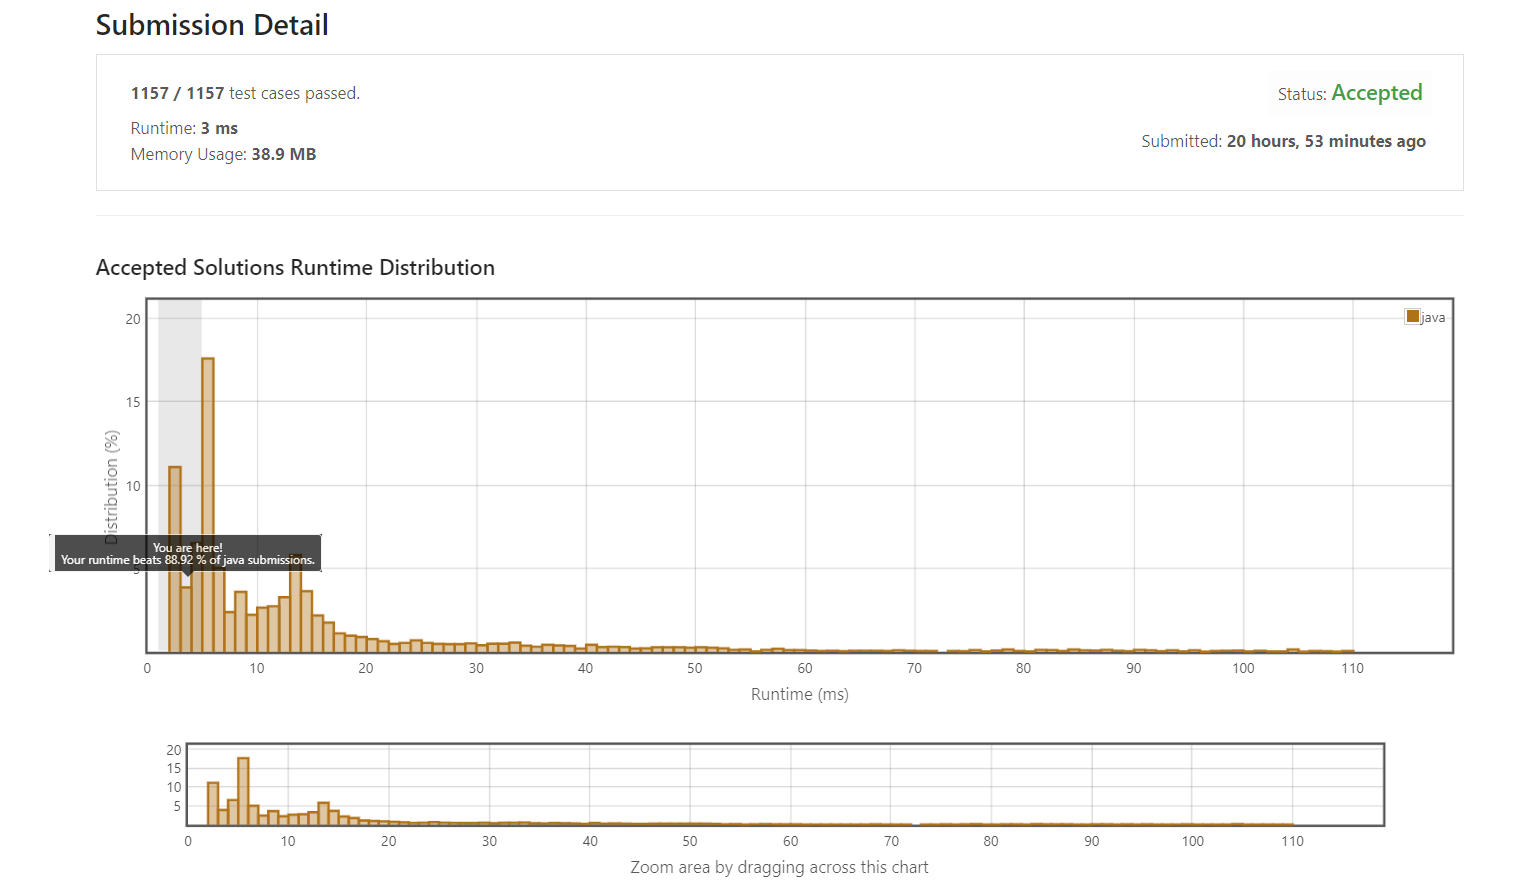 Submission Detail
1157 / 1157 test cases passed.
Status: Accepted
Runtime: 3 ms
Submitted: 20 hours, 53 minutes ago
Memory Usage: 38.9 MB
Accepted Solutions Runtime Distribution
java
20
15
10
5
Distribution (%)
You are here!
Your runtime beats 88.92 % of java submissions.
0 10 20 30 40 50 60 70 80 90 100 110
Runtime (ms)
20
15
10
5
0 10 20 30 40 50 60 70 80 90 100 110
Zoom area by dragging across this chart